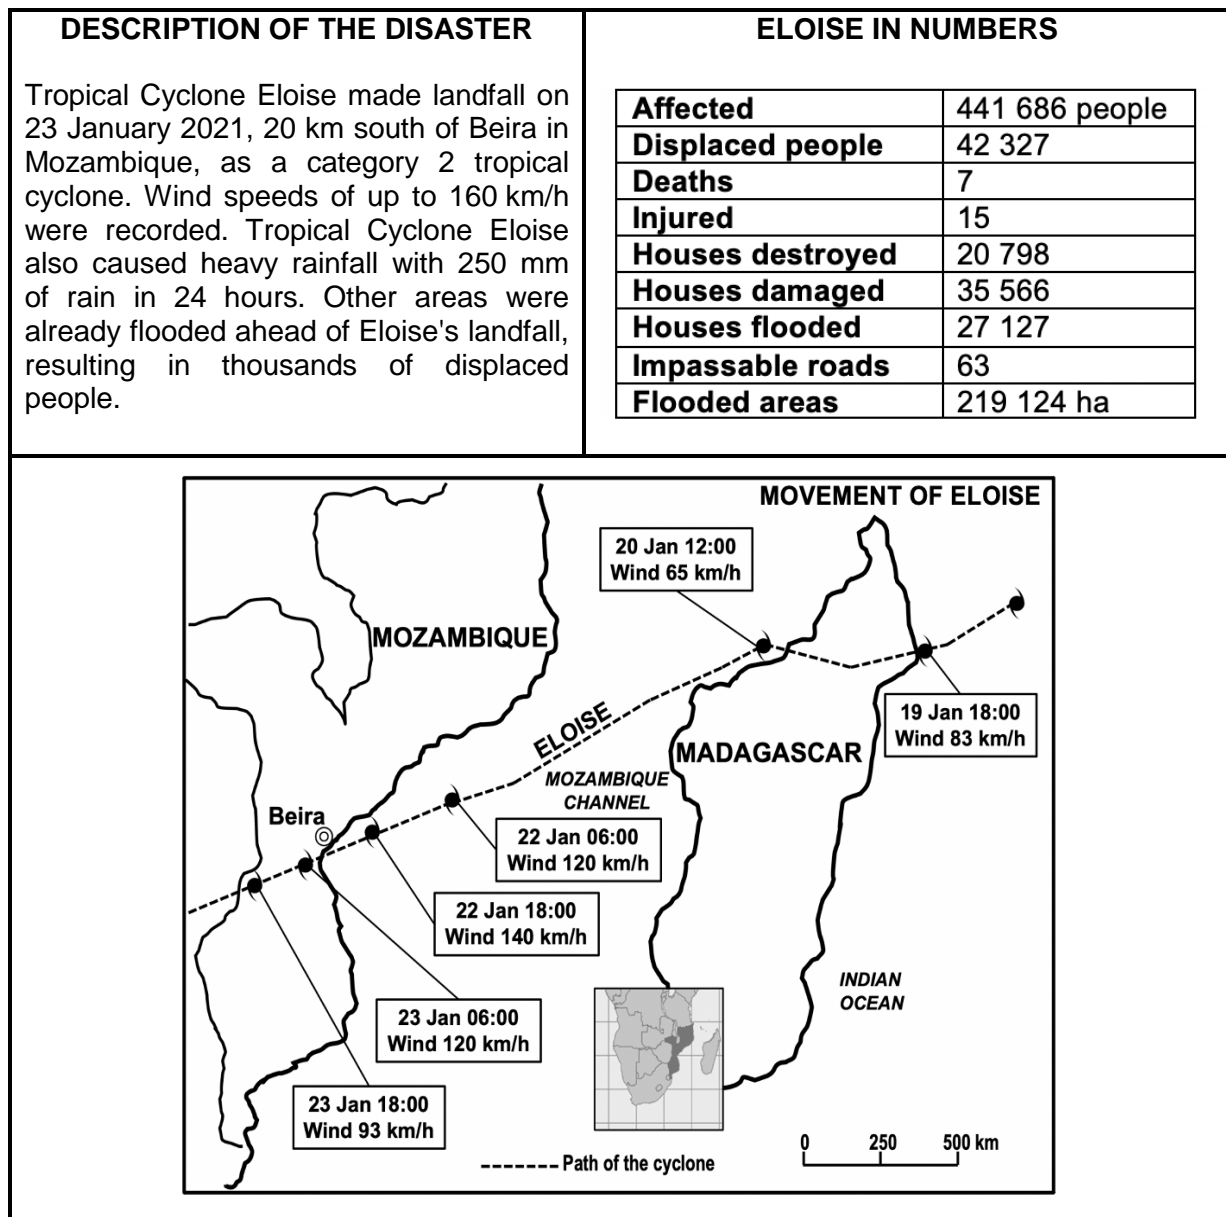 DESCRIPTION OF THE DISASTER
Tropical Cyclone Eloise made landfall on
23 January 2021, 20 km south of Beira in
Mozambique, as a category 2 tropical
cyclone. Wind speeds of up to 160 km/h
were recorded. Tropical Cyclone Eloise
also caused heavy rainfall with 250 mm
of rain in 24 hours. Other areas were
already flooded ahead of Eloise's landfall,
resulting in thousands of displaced
people.
ELOISE IN NUMBERS
Affected 441 686 people
Displaced people 42 327
Deaths 7
Injured 15
Houses destroyed 20 798
Houses damaged 35 566
Houses flooded 27 127
Impassable roads 63
Flooded areas 219 124 ha
MOVEMENT OF ELOISE
20 Jan 12:00
Wind 65 km/h
MOZAMBIQUE
19 Jan 18:00
Wind 83 km/h
ELOISE
MADAGASCAR
MOZAMBIQUE
CHANNEL
Beira
22 Jan 06:00
Wind 120 km/h
22 Jan 18:00
Wind 140 km/h
INDIAN
OCEAN
23 Jan 06:00
Wind 120 km/h
23 Jan 18:00
Wind 93 km/h
0 250 500 km
Path of the cyclone